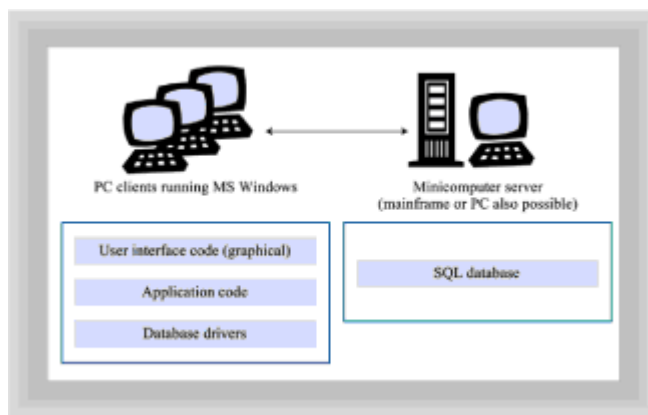 PC clients running MS Windows
Minicomputer server
(mainframe or PC also possible)
User interface code (graphical)
Application code
Database drivers
SQL database